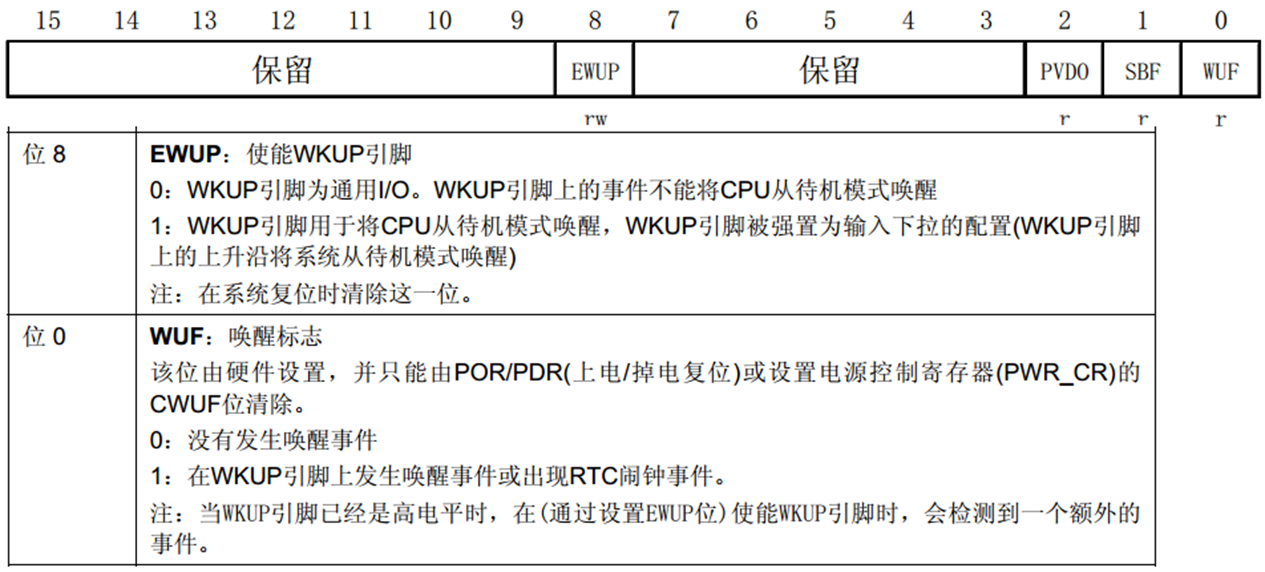 15 14 13 12 11 10 9 8 7 6 5 4 3 2 1 0
保留 EWUP 保留 PVDO SBF WUF
rw r r r
位 8 EWUP：使能WKUP引脚
0：WKUP引脚为通用I/O。WKUP引脚上的事件不能将CPU从待机模式唤醒
1：WKUP引脚用于将CPU从待机模式唤醒，WKUP引脚被强置为输入下拉的配置(WKUP引脚
上的上升沿将系统从待机模式唤醒)
注：在系统复位时清除这一位。
位 0 WUF：唤醒标志
该位由硬件设置，并只能由POR/PDR(上电/掉电复位)或设置电源控制寄存器(PWR_CR)的
CWUF位清除。
0：没有发生唤醒事件
1：在WKUP引脚上发生唤醒事件或出现RTC闹钟事件。
注：当WKUP引脚已经是高电平时，在(通过设置EWUP位)使能WKUP引脚时，会检测到一个额外的
事件。